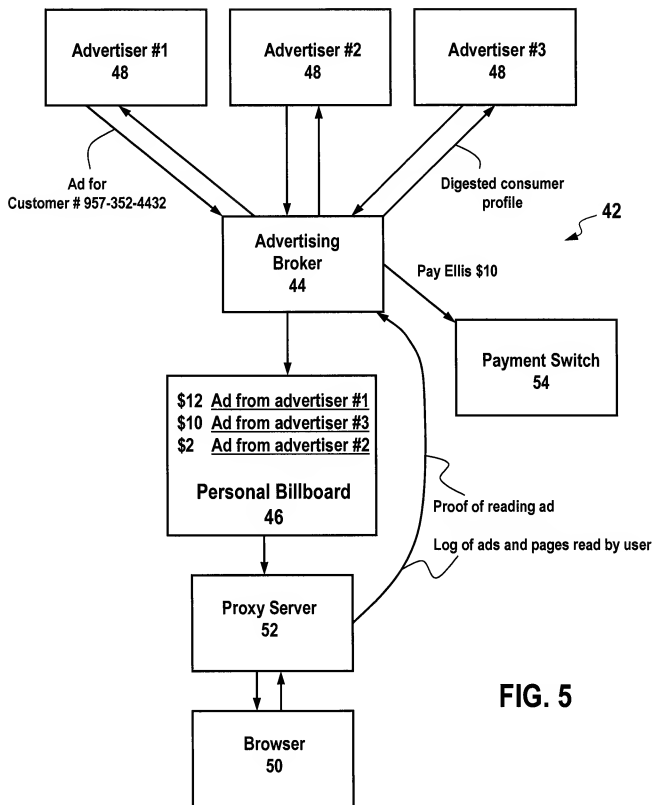 Advertiser #1
48
Advertiser #2
48
Advertiser #3
48
Ad for
Customer # 957-352-4432
Digested consumer
profile
42
Advertising
Broker
44
Pay Ellis $10
Payment Switch
54
$12 Ad from advertiser #1
$10 Ad from advertiser #3
$2 Ad from advertiser #2
Personal Billboard
46
Proof of reading ad
Log of ads and pages read by user
Proxy Server
52
FIG. 5
Browser
50